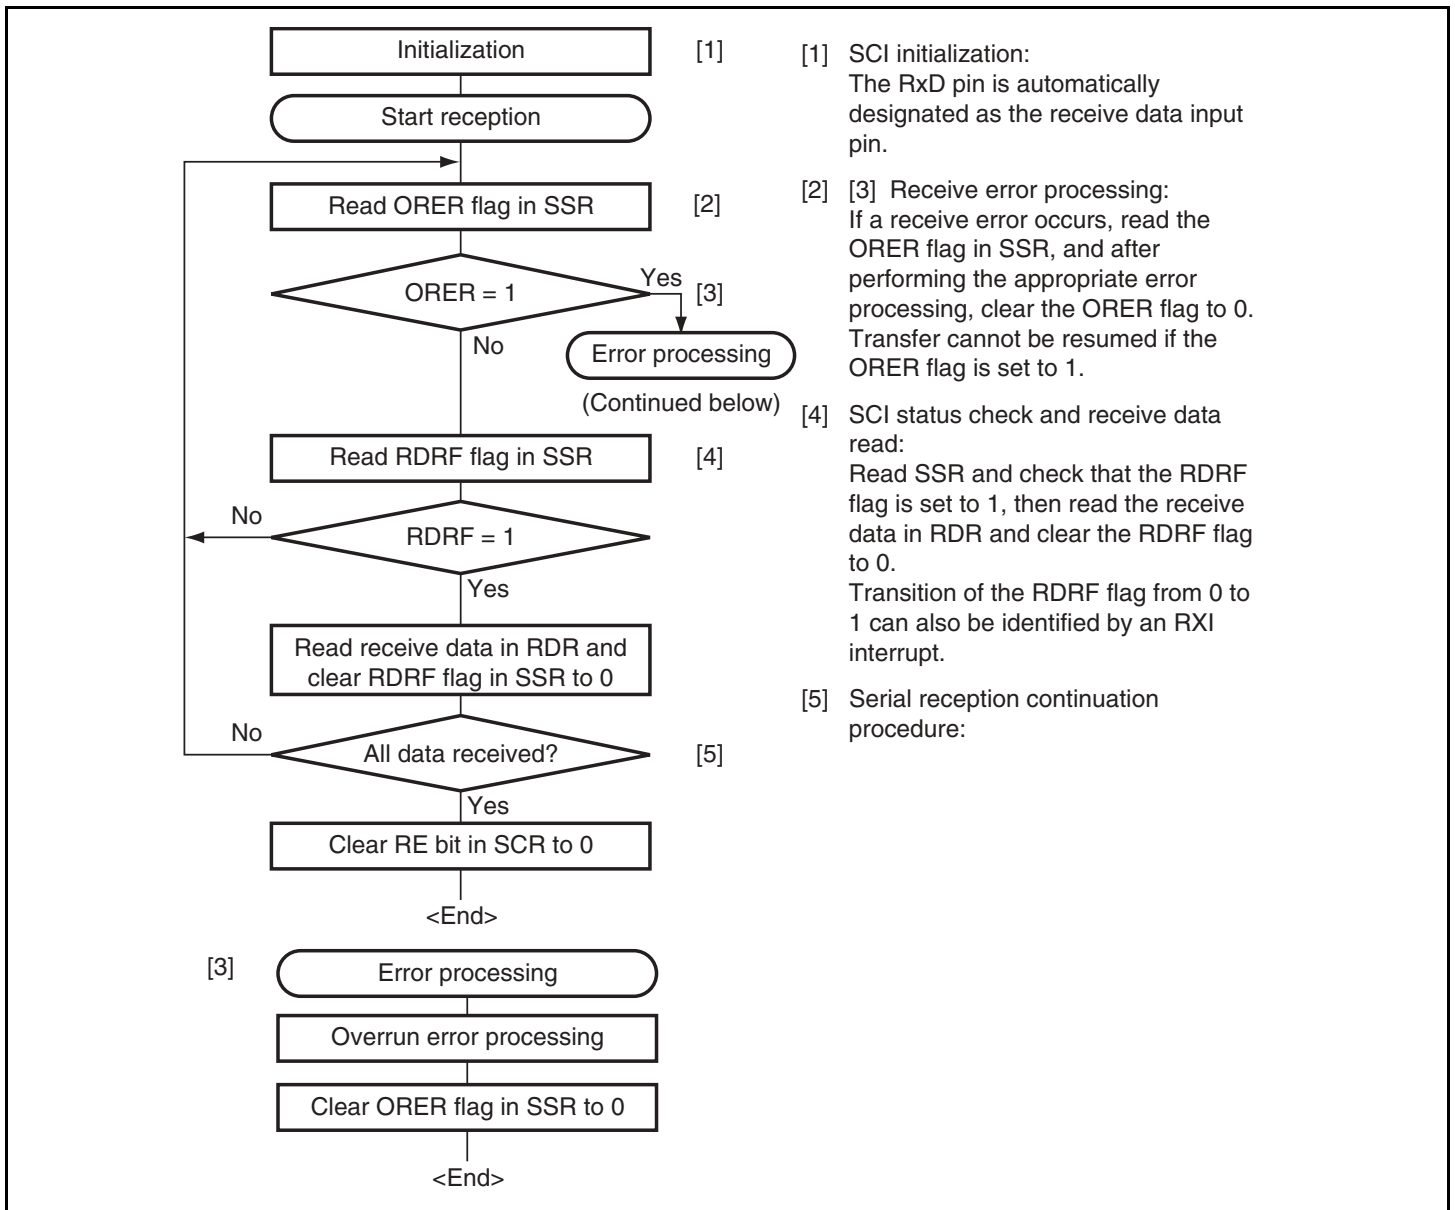 Initialization
[1]
Start reception
Read ORER flag in SSR
[2]
ORER = 1
Yes
[3]
No
Error processing
(Continued below)
Read RDRF flag in SSR
[4]
No
RDRF = 1
Yes
Read receive data in RDR and
clear RDRF flag in SSR to 0
No
All data received?
[5]
Yes
Clear RE bit in SCR to 0
<End>
[3]
Error processing
Overrun error processing
Clear ORER flag in SSR to 0
<End>
[1] SCI initialization:
The RxD pin is automatically
designated as the receive data input
pin.
[2] [3] Receive error processing:
If a receive error occurs, read the
ORER flag in SSR, and after
performing the appropriate error
processing, clear the ORER flag to 0.
Transfer cannot be resumed if the
ORER flag is set to 1.
[4] SCI status check and receive data
read:
Read SSR and check that the RDRF
flag is set to 1, then read the receive
data in RDR and clear the RDRF flag
to 0.
Transition of the RDRF flag from 0 to
1 can also be identified by an RXI
interrupt.
[5] Serial reception continuation
procedure: